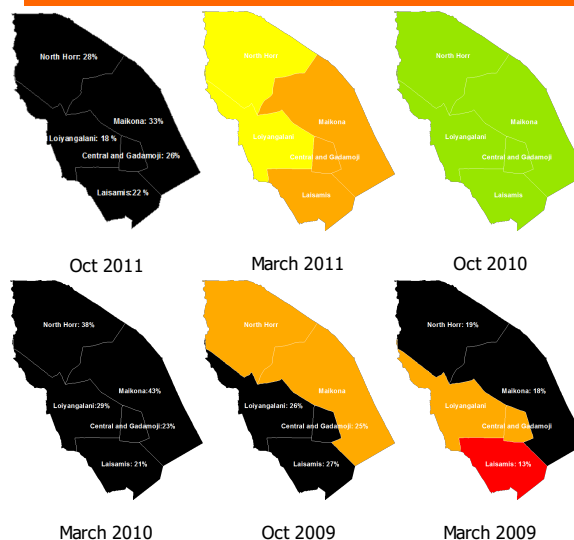 North Horr: 28%
Maikona: 33%
Loiyangalani: 18 %
Central and Gadamoji: 26%
Laisamis:22 %
Oct 2011
North Horr
Maikona
Loiyangalani
Central and Gadamoji
Laisamis
March 2011
North Horr
Maikona
Loiyangalani
Central and Gadamoji
Laisamis
Oct 2010
North Horr: 38%
Maikona:43%
Loiyangalani:29%
Central and Gadamoji:23%
Laisamis: 21%
March 2010
North Horr
Maikona
Loiyangalani: 26%
Central and Gadamoji: 25%
Laisamis: 27%
Oct 2009
North Horr: 19%
Maikona: 18%
Loiyangalani
Central and Gadamoji
Laisamis: 13%
March 2009